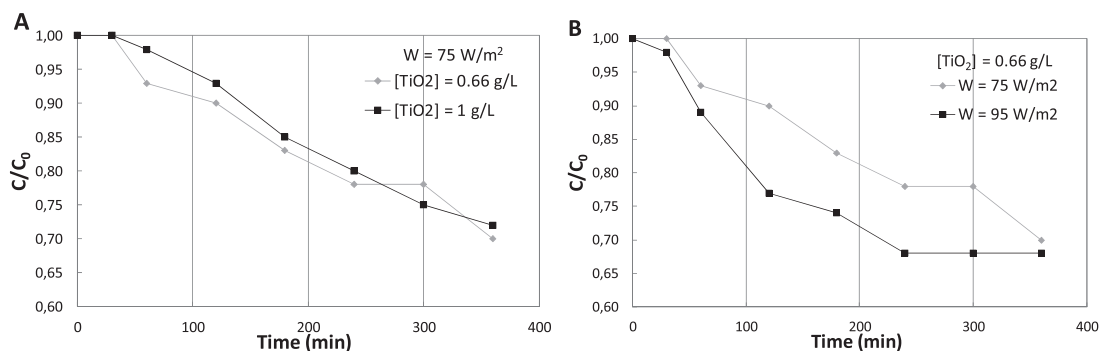 A
W = 75 W/m²
[TiO2] = 0.66 g/L
[TiO2] = 1 g/L
C/C₀
1,00
0,95
0,90
0,85
0,80
0,75
0,70
0,65
0,60
0 100 200 300 400
Time (min)
B
[TiO₂] = 0.66 g/L
W = 75 W/m2
W = 95 W/m2
C/C₀
1,00
0,95
0,90
0,85
0,80
0,75
0,70
0,65
0,60
0 100 200 300 400
Time (min)